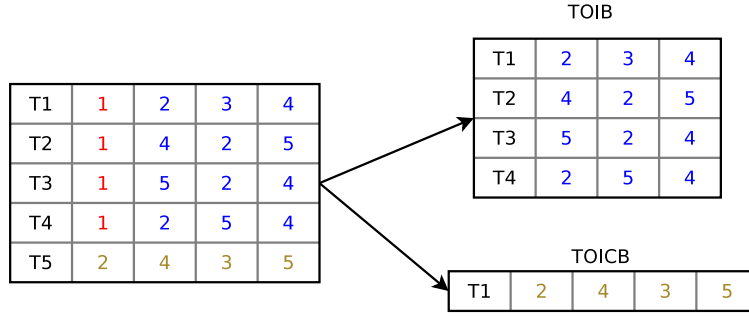 T1 1 2 3 4
T2 1 4 2 5
T3 1 5 2 4
T4 1 2 5 4
T5 2 4 3 5
TOIB
T1 2 3 4
T2 4 2 5
T3 5 2 4
T4 2 5 4
TOICB
T1 2 4 3 5